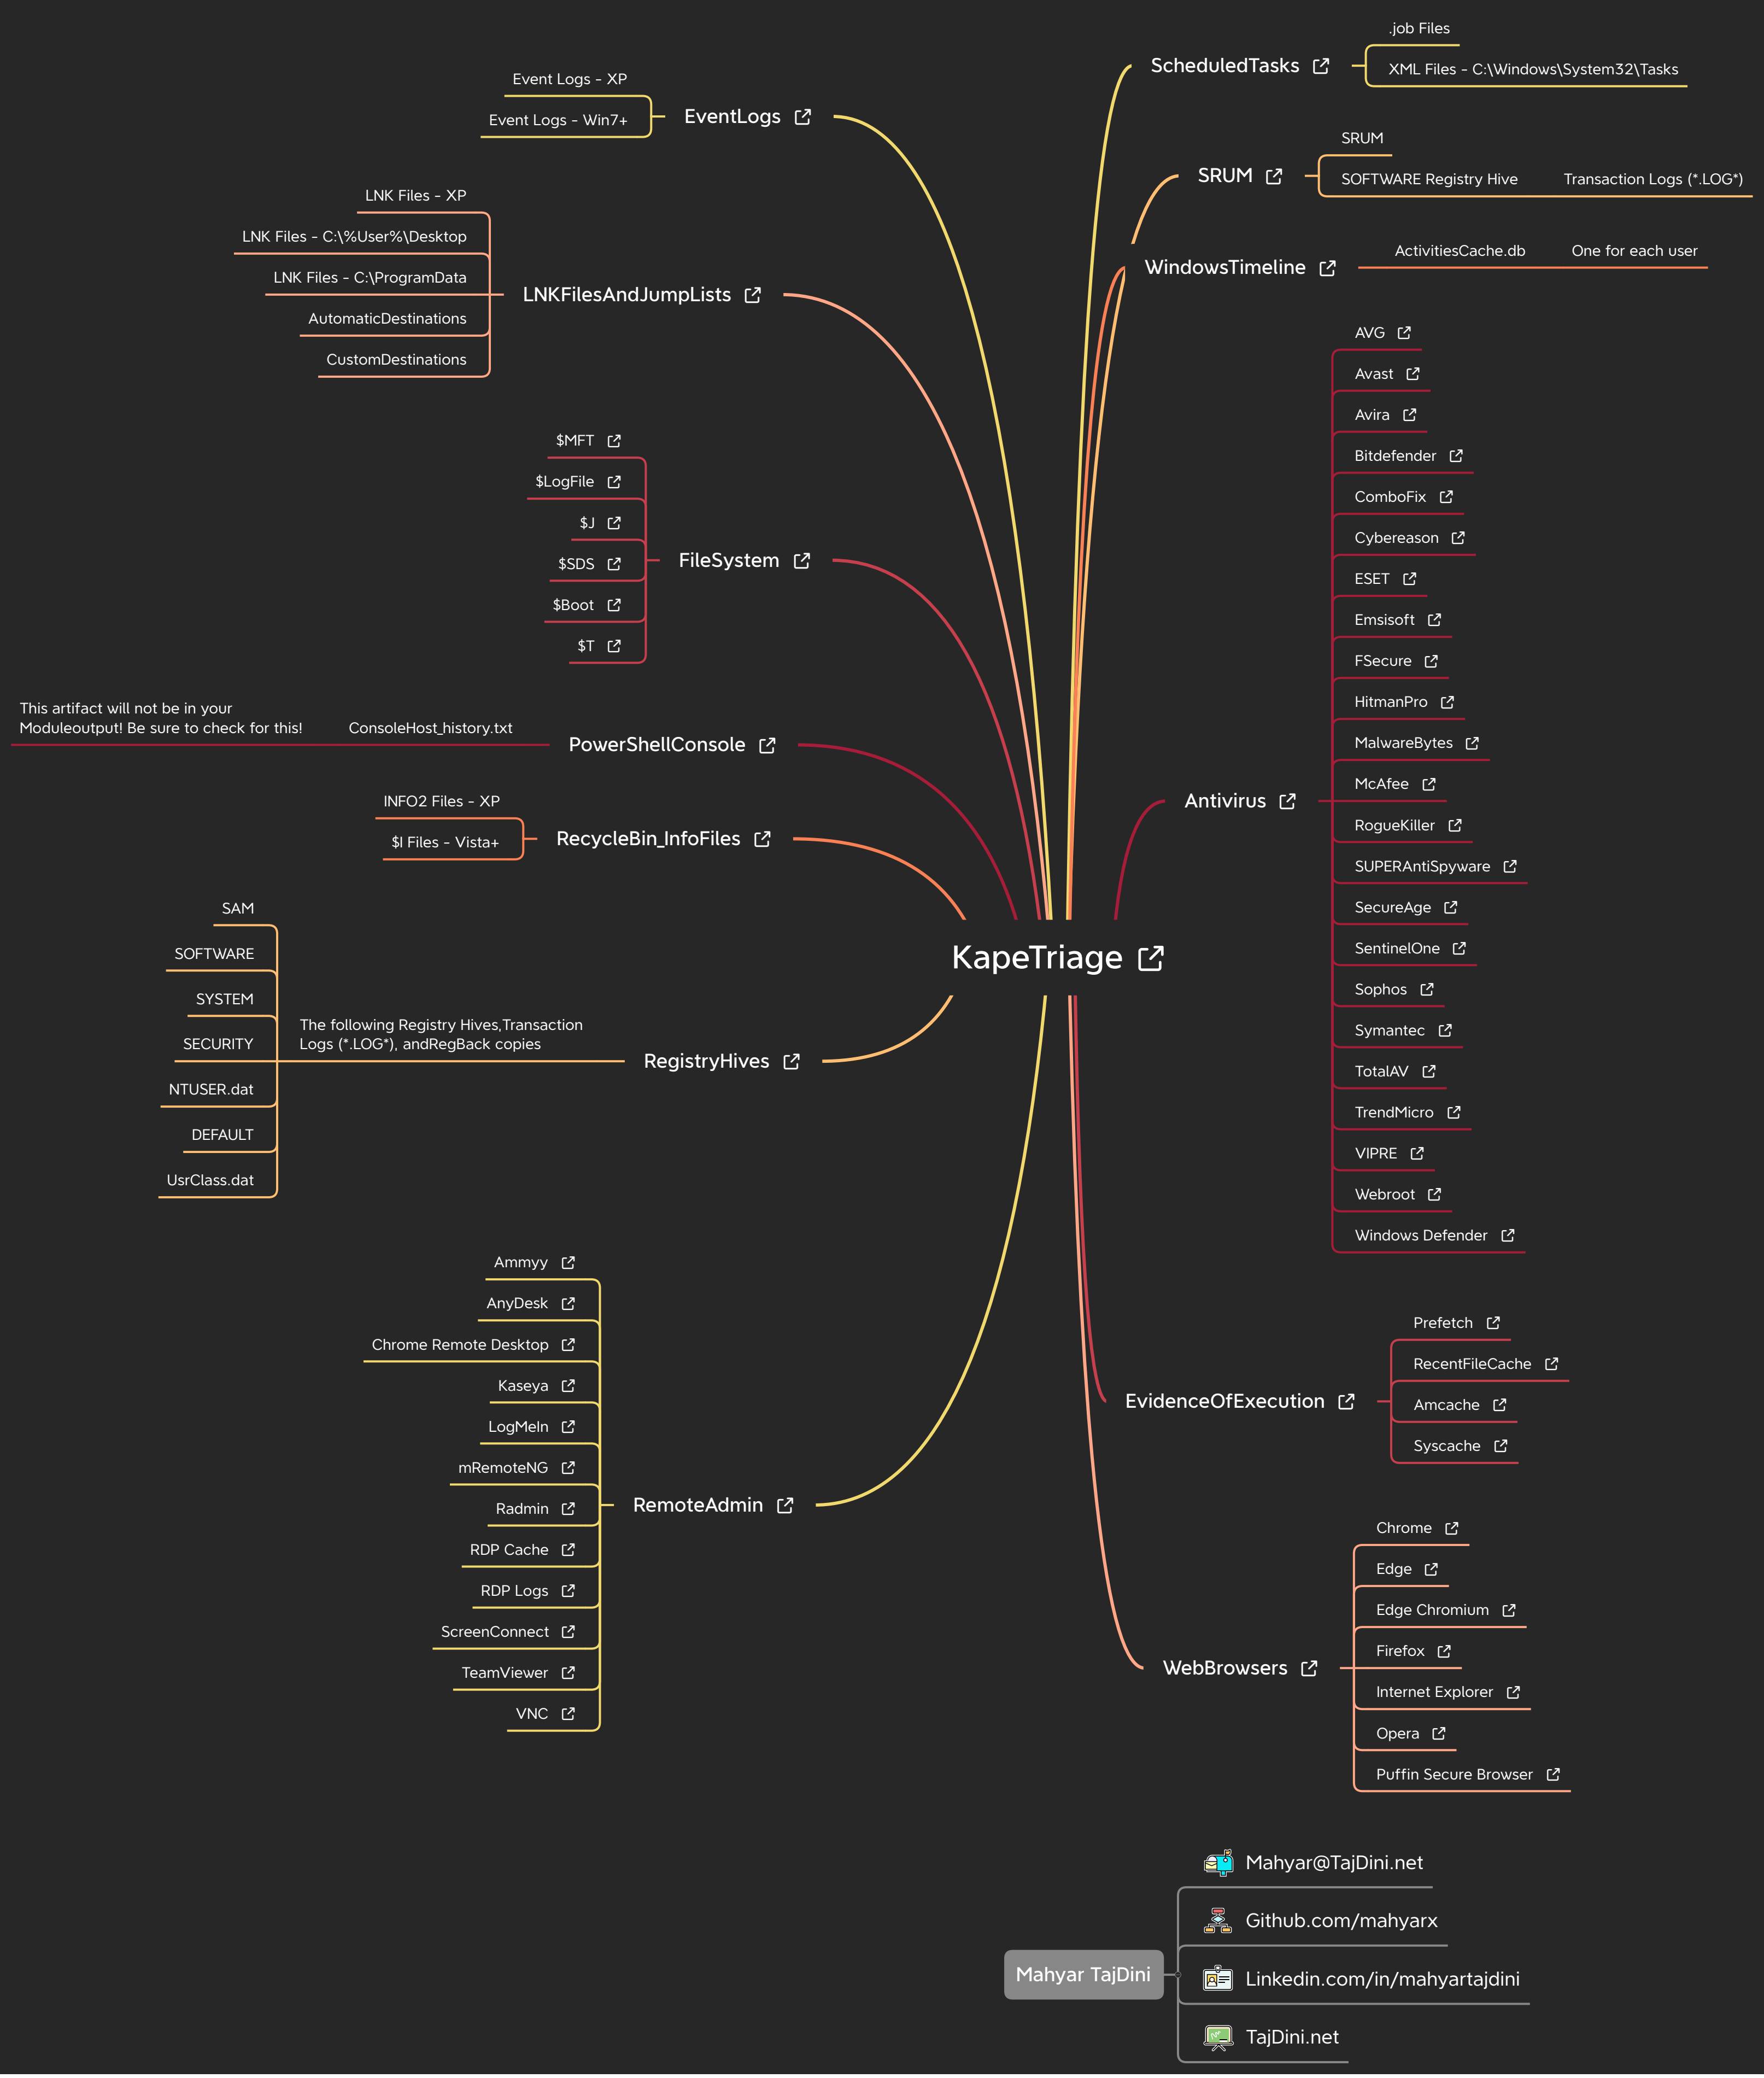 KapeTriage
EventLogs
Event Logs - XP
Event Logs - Win7+
LNKFilesAndJumpLists
LNK Files - XP
LNK Files - C:\%User%\Desktop
LNK Files - C:\ProgramData
AutomaticDestinations
CustomDestinations
FileSystem
$MFT
$LogFile
$J
$SDS
$Boot
$T
PowerShellConsole
ConsoleHost_history.txt
This artifact will not be in your
Moduleoutput! Be sure to check for this!
RecycleBin_InfoFiles
INFO2 Files - XP
$I Files - Vista+
RegistryHives
The following Registry Hives,Transaction
Logs (*.LOG*), andRegBack copies
SAM
SOFTWARE
SYSTEM
SECURITY
NTUSER.dat
DEFAULT
UsrClass.dat
RemoteAdmin
Ammyy
AnyDesk
Chrome Remote Desktop
Kaseya
LogMeIn
mRemoteNG
Radmin
RDP Cache
RDP Logs
ScreenConnect
TeamViewer
VNC
ScheduledTasks
.job Files
XML Files - C:\Windows\System32\Tasks
SRUM
SRUM
SOFTWARE Registry Hive
Transaction Logs (*.LOG*)
WindowsTimeline
ActivitiesCache.db
One for each user
Antivirus
AVG
Avast
Avira
Bitdefender
ComboFix
Cybereason
ESET
Emsisoft
FSecure
HitmanPro
MalwareBytes
McAfee
RogueKiller
SUPERAntiSpyware
SecureAge
SentinelOne
Sophos
Symantec
TotalAV
TrendMicro
VIPRE
Webroot
Windows Defender
EvidenceOfExecution
Prefetch
RecentFileCache
Amcache
Syscache
WebBrowsers
Chrome
Edge
Edge Chromium
Firefox
Internet Explorer
Opera
Puffin Secure Browser
Mahyar TajDini
Mahyar@TajDini.net
Github.com/mahyarx
Linkedin.com/in/mahyartajdini
TajDini.net